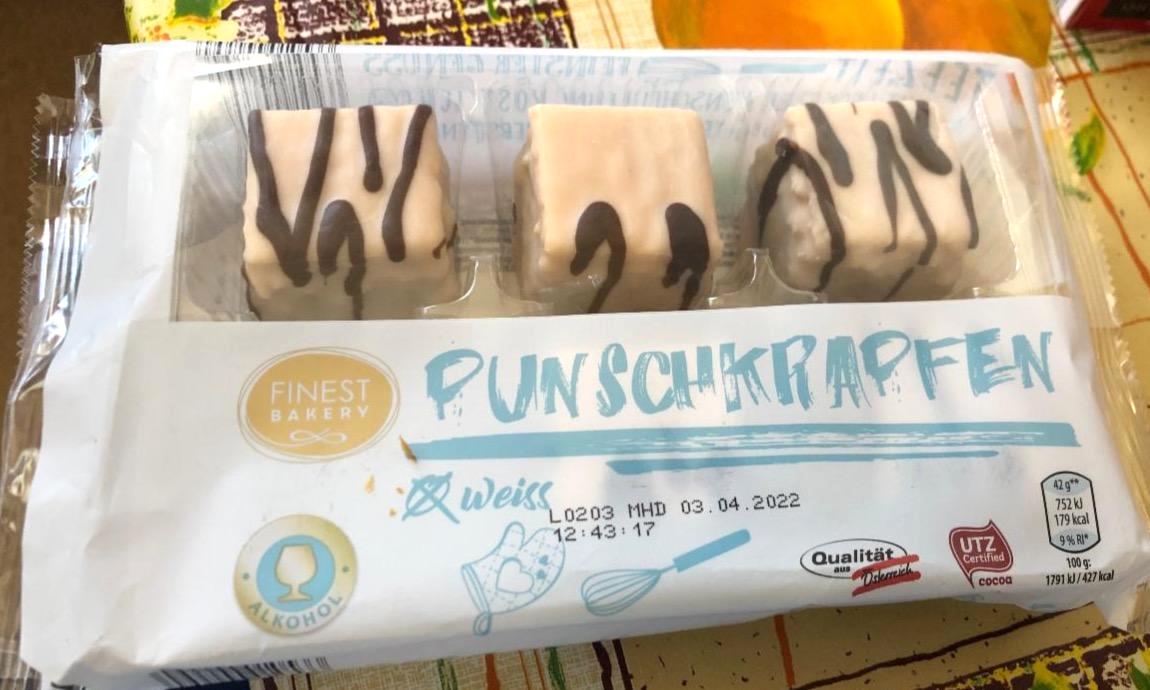 FINEST
BAKERY
PUNSCHKRAPFEN
weiss
L0203 MHD 03.04.2022
12:43:17
ALKOHOL
Qualität
aus
Österreich
UTZ
Certified
cocoa
42 g**
752 kJ
179 kcal
9 % RI*
100 g:
1791 kJ / 427 kcal